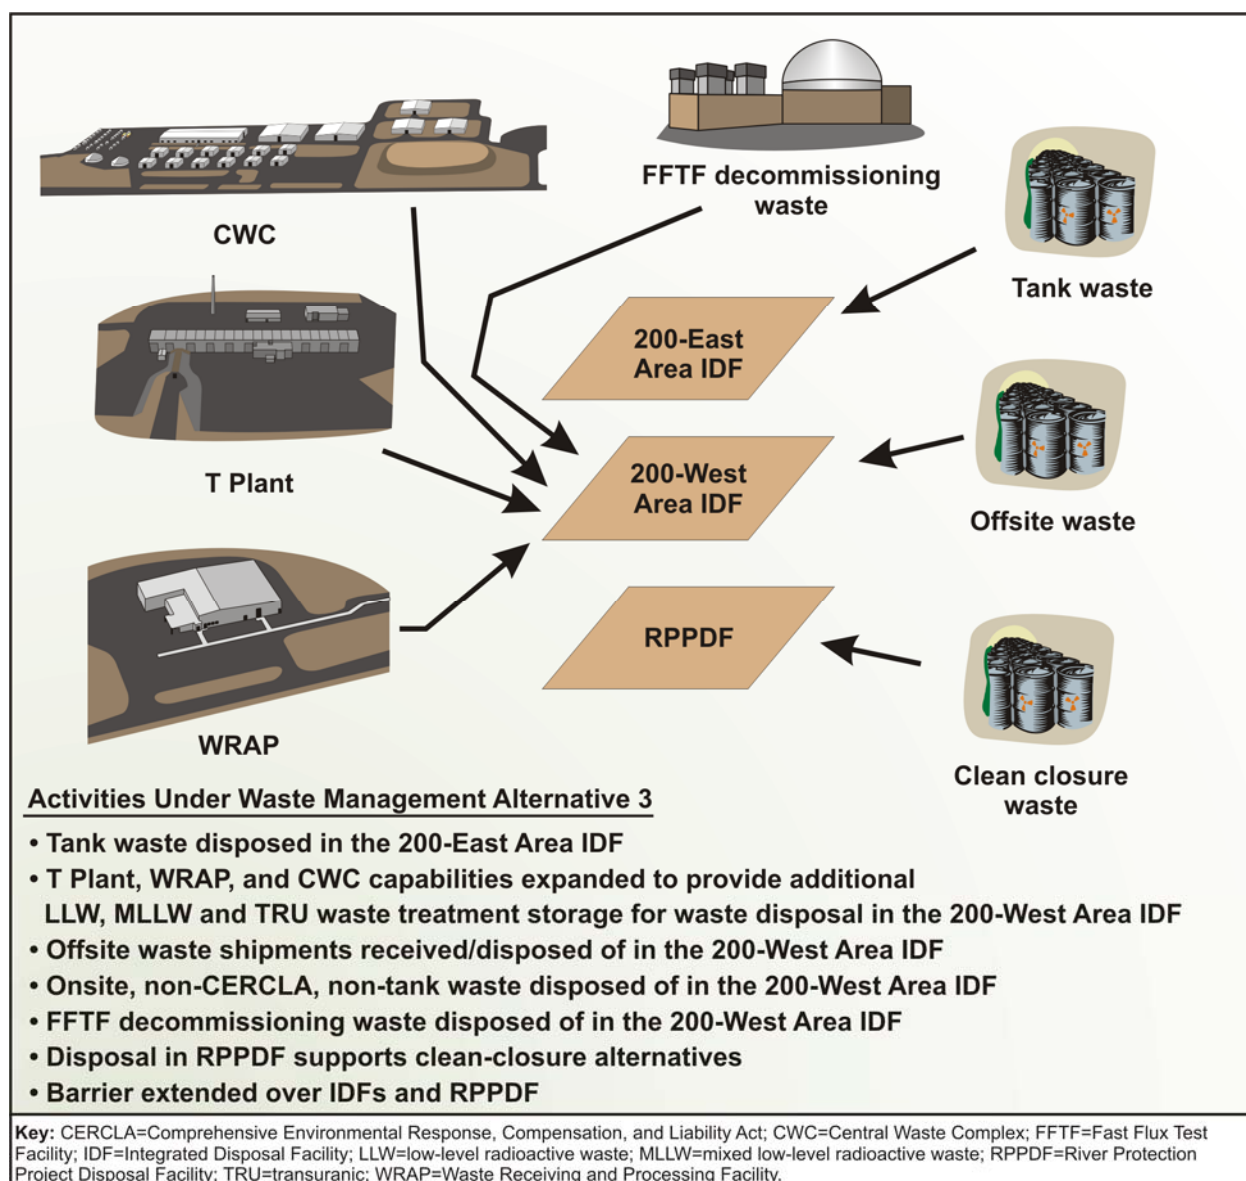 FFTF decommissioning
waste
CWC
Tank waste
200-East
Area IDF
T Plant
200-West
Area IDF
Offsite waste
RPPDF
WRAP
Clean closure
waste
Activities Under Waste Management Alternative 3
• Tank waste disposed in the 200-East Area IDF
• T Plant, WRAP, and CWC capabilities expanded to provide additional
LLW, MLLW and TRU waste treatment storage for waste disposal in the 200-West Area IDF
• Offsite waste shipments received/disposed of in the 200-West Area IDF
• Onsite, non-CERCLA, non-tank waste disposed of in the 200-West Area IDF
• FFTF decommissioning waste disposed of in the 200-West Area IDF
• Disposal in RPPDF supports clean-closure alternatives
• Barrier extended over IDFs and RPPDF
Key: CERCLA=Comprehensive Environmental Response, Compensation, and Liability Act; CWC=Central Waste Complex; FFTF=Fast Flux Test
Facility; IDF=Integrated Disposal Facility; LLW=low-level radioactive waste; MLLW=mixed low-level radioactive waste; RPPDF=River Protection
Project Disposal Facility; TRU=transuranic; WRAP=Waste Receiving and Processing Facility.